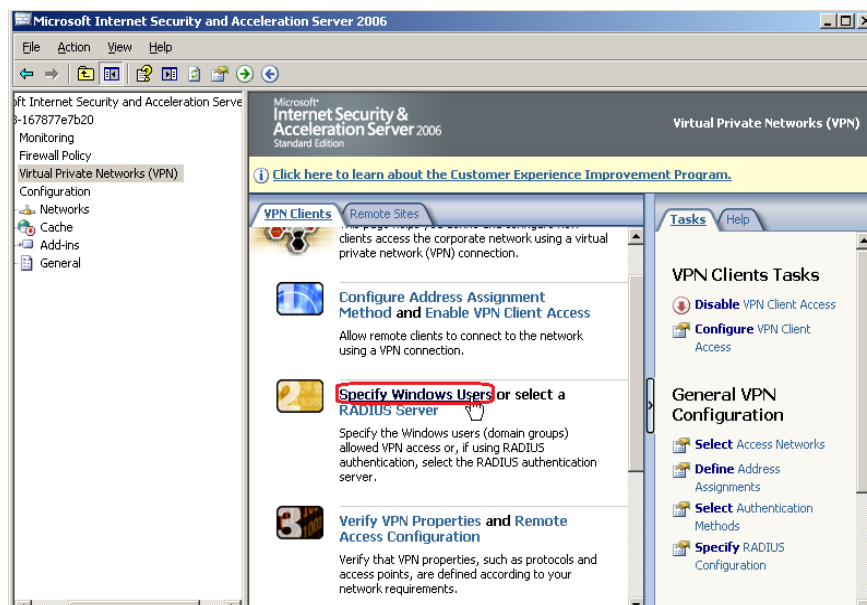 Microsoft Internet Security and Acceleration Server 2006
File Action View Help
oft Internet Security and Acceleration Serve
3-167877e7b20
Monitoring
Firewall Policy
Virtual Private Networks (VPN)
Configuration
Networks
Cache
Add-ins
General
Microsoft
Internet Security &
Acceleration Server 2006
Standard Edition
Virtual Private Networks (VPN)
Click here to learn about the Customer Experience Improvement Program.
VPN Clients Remote Sites
clients access the corporate network using a virtual
private network (VPN) connection.
Configure Address Assignment
Method and Enable VPN Client Access
Allow remote clients to connect to the network
using a VPN connection.
2
Specify Windows Users or select a
RADIUS Server
Specify the Windows users (domain groups)
allowed VPN access or, if using RADIUS
authentication, select the RADIUS authentication
server.
3
Verify VPN Properties and Remote
Access Configuration
Verify that VPN properties, such as protocols and
access points, are defined according to your
network requirements.
Tasks Help
VPN Clients Tasks
Disable VPN Client Access
Configure VPN Client
Access
General VPN
Configuration
Select Access Networks
Define Address
Assignments
Select Authentication
Methods
Specify RADIUS
Configuration